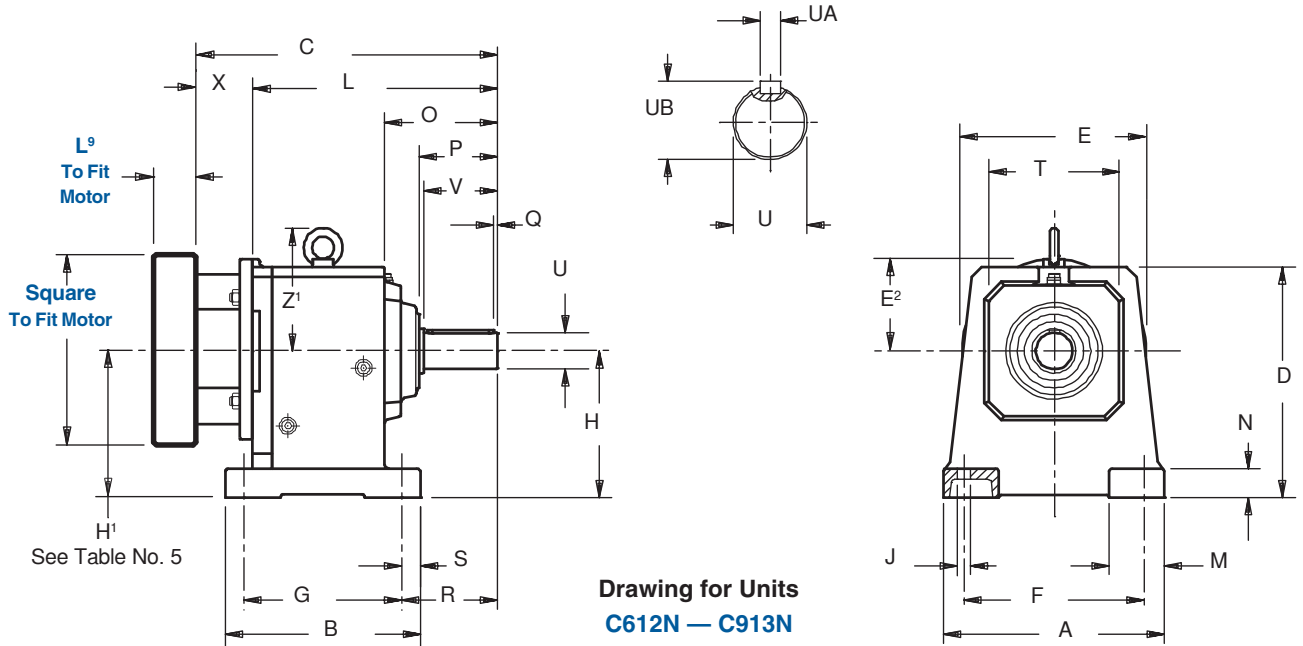 C
X
L
O
P
V
Q
L⁹
To Fit
Motor
Square
To Fit Motor
Z¹
U
H
H¹
See Table No. 5
S
G
R
B
UA
UB
U
E
T
E²
D
N
J
M
F
A
Drawing for Units
C612N — C913N